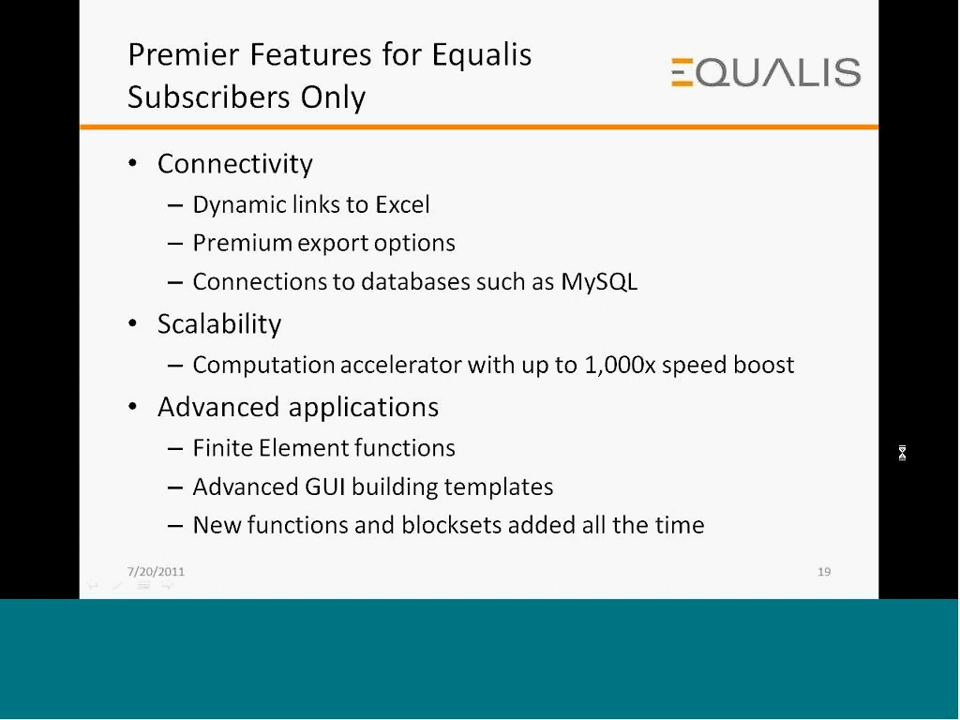 Premier Features for Equalis
Subscribers Only
EQUALIS
• Connectivity
– Dynamic links to Excel
– Premium export options
– Connections to databases such as MySQL
• Scalability
– Computation accelerator with up to 1,000x speed boost
• Advanced applications
– Finite Element functions
– Advanced GUI building templates
– New functions and blocksets added all the time
7/20/2011
19